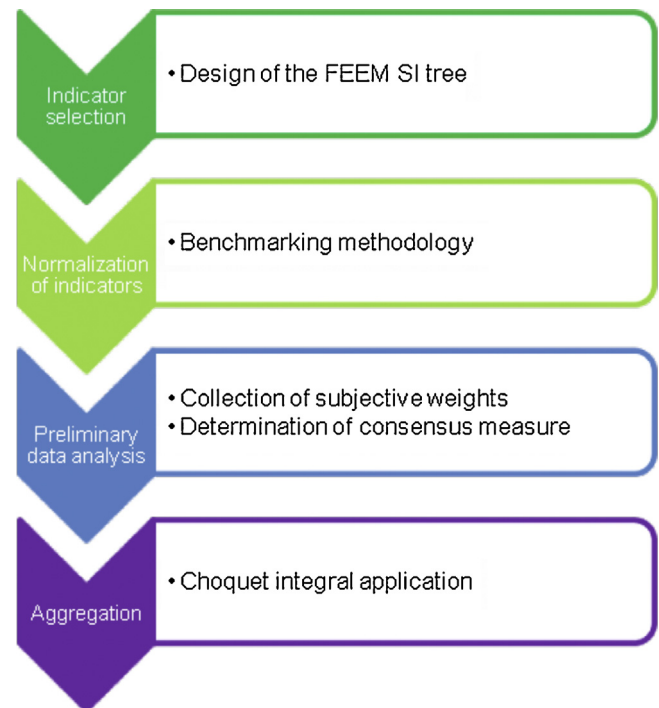 Indicator
selection
• Design of the FEEM SI tree
Normalization
of indicators
• Benchmarking methodology
Preliminary
data analysis
• Collection of subjective weights
• Determination of consensus measure
Aggregation
• Choquet integral application